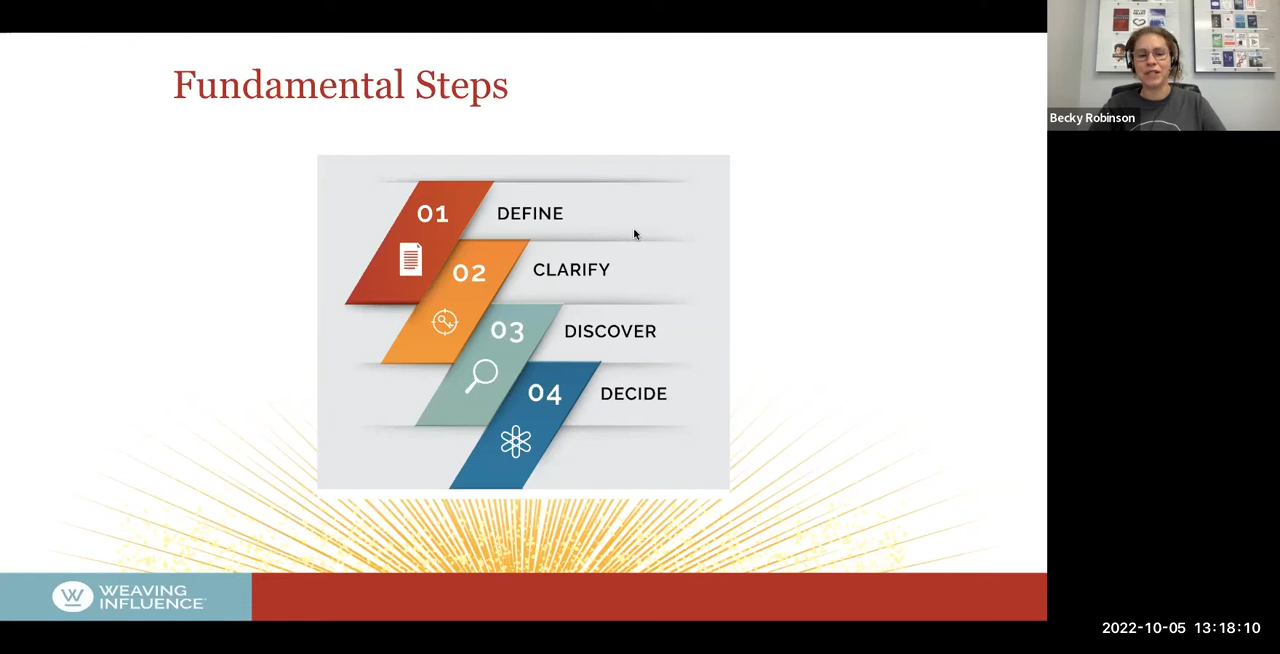 Fundamental Steps
01
DEFINE
02
CLARIFY
03
DISCOVER
04
DECIDE
W
WEAVING
INFLUENCE
Becky Robinson
2022-10-05 13:18:10